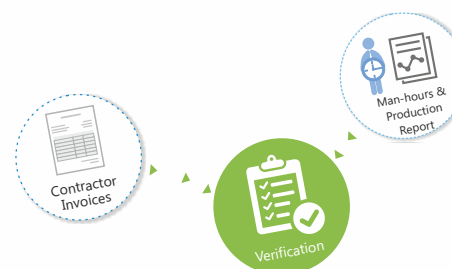 Man-hours &
Production
Report
Contractor
Invoices
Verification